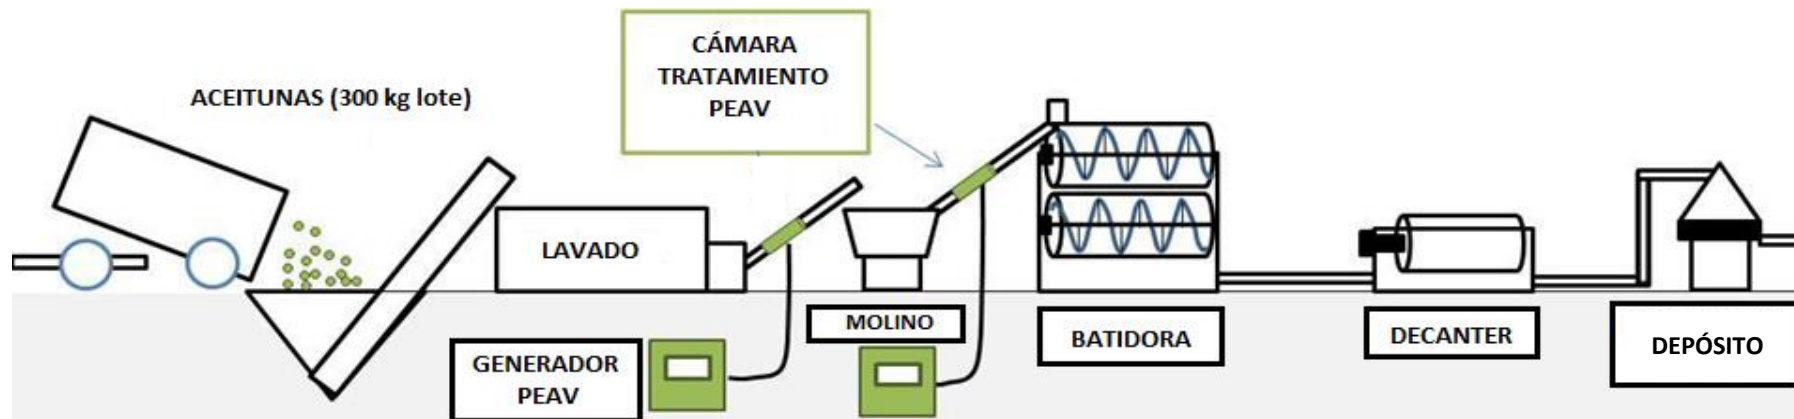 ACEITUNAS (300 kg lote)
CÁMARA
TRATAMIENTO
PEAV
LAVADO
GENERADOR
PEAV
MOLINO
BATIDORA
DECANTER
DEPÓSITO